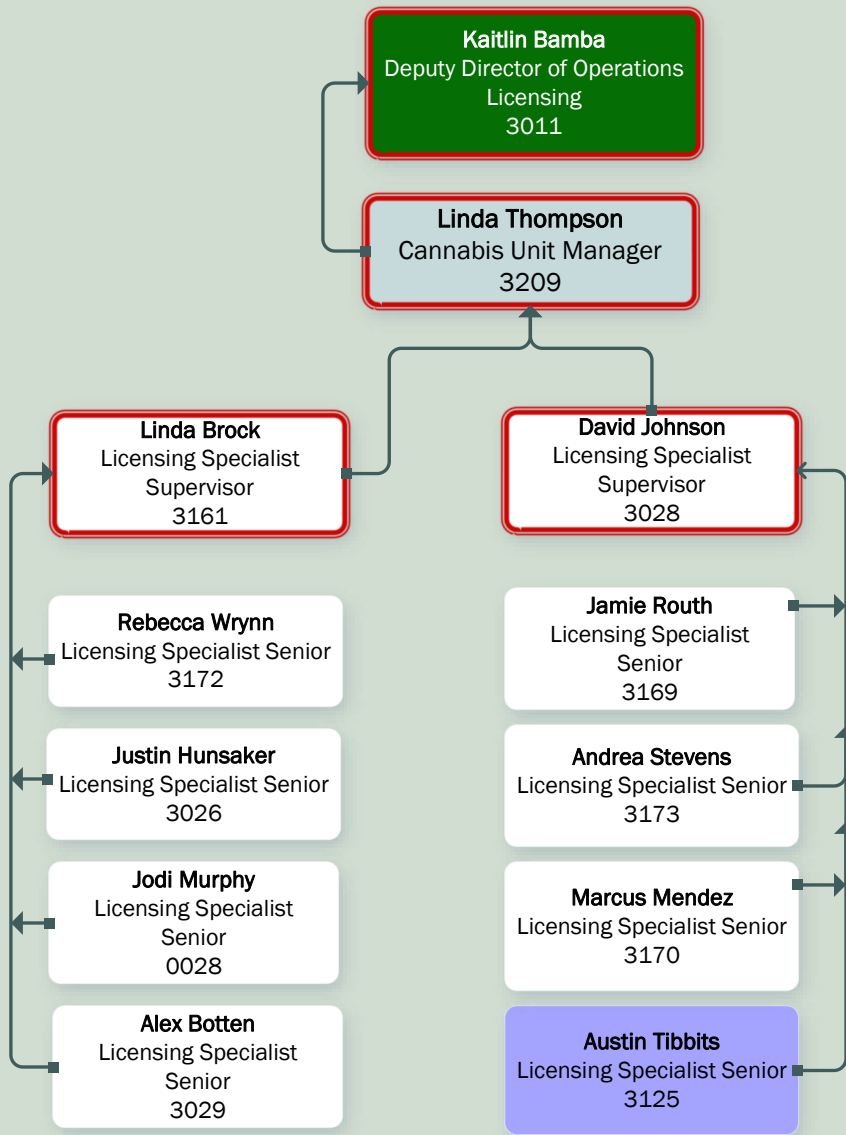 Kaitlin Bamba
Deputy Director of Operations
Licensing
3011
Linda Thompson
Cannabis Unit Manager
3209
Linda Brock
Licensing Specialist
Supervisor
3161
David Johnson
Licensing Specialist
Supervisor
3028
Rebecca Wrynn
Licensing Specialist Senior
3172
Justin Hunsaker
Licensing Specialist Senior
3026
Jodi Murphy
Licensing Specialist
Senior
0028
Alex Botten
Licensing Specialist
Senior
3029
Jamie Routh
Licensing Specialist
Senior
3169
Andrea Stevens
Licensing Specialist Senior
3173
Marcus Mendez
Licensing Specialist Senior
3170
Austin Tibbits
Licensing Specialist Senior
3125